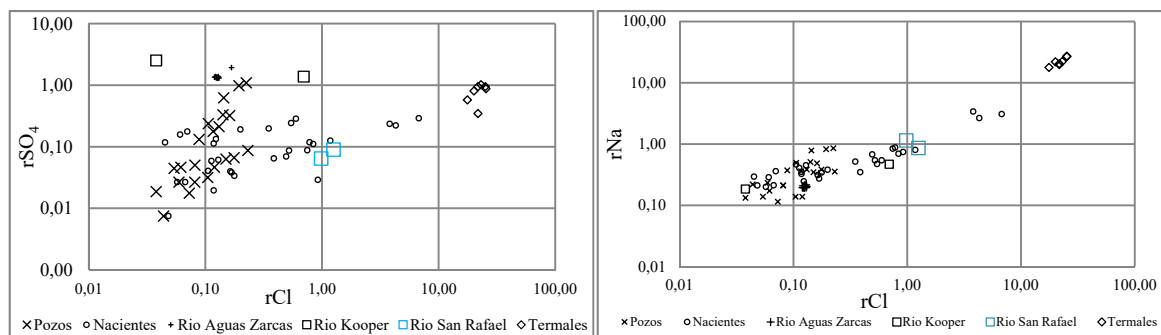 rSO4
10,00
1,00
0,10
0,01
0,00
0,01 0,10 1,00 10,00 100,00
rCl
Pozos Nacientes Rio Aguas Zarcas Rio Kooper Rio San Rafael Termales
rNa
100,00
10,00
1,00
0,10
0,01
0,01 0,10 1,00 10,00 100,00
rCl
Pozos Nacientes Rio Aguas Zarcas Rio Kooper Rio San Rafael Termales